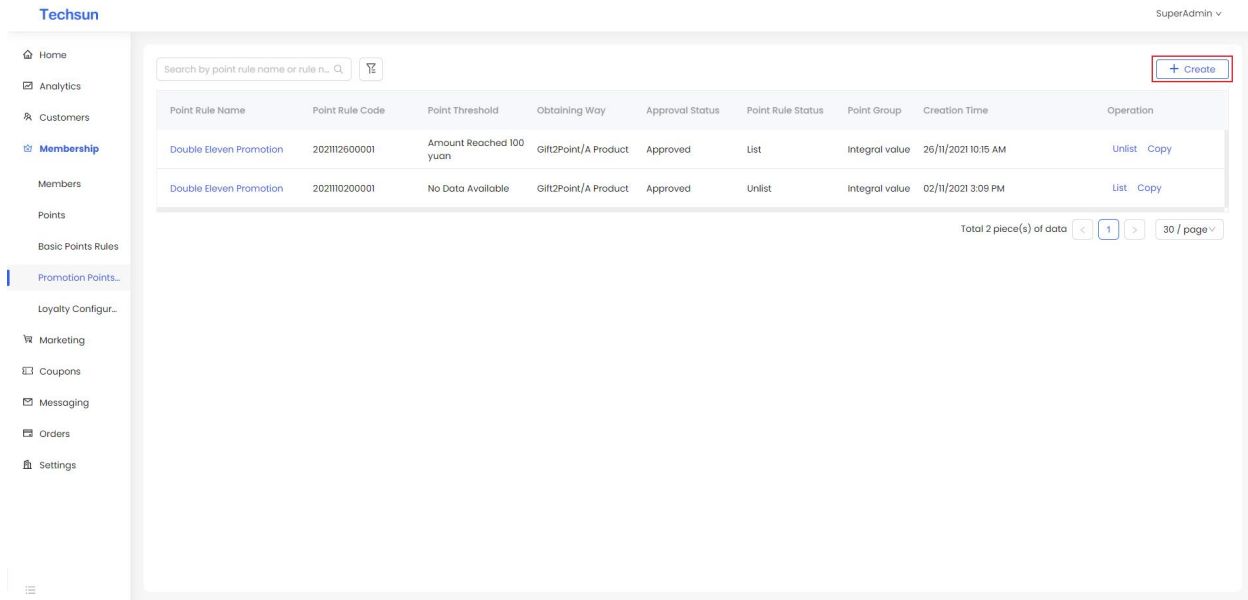 Techsun
SuperAdmin
Home
Analytics
Customers
Membership
Members
Points
Basic Points Rules
Promotion Points...
Loyalty Configur...
Marketing
Coupons
Messaging
Orders
Settings
Search by point rule name or rule n...
+ Create
Point Rule Name Point Rule Code Point Threshold Obtaining Way Approval Status Point Rule Status Point Group Creation Time Operation
Double Eleven Promotion 2021112600001 Amount Reached 100 Gift2Point/A Product Approved List Integral value 26/11/2021 10:15 AM Unlist Copy
yuan
Double Eleven Promotion 2021110200001 No Data Available Gift2Point/A Product Approved Unlist Integral value 02/11/2021 3:09 PM List Copy
Total 2 piece(s) of data < 1 > 30 / page